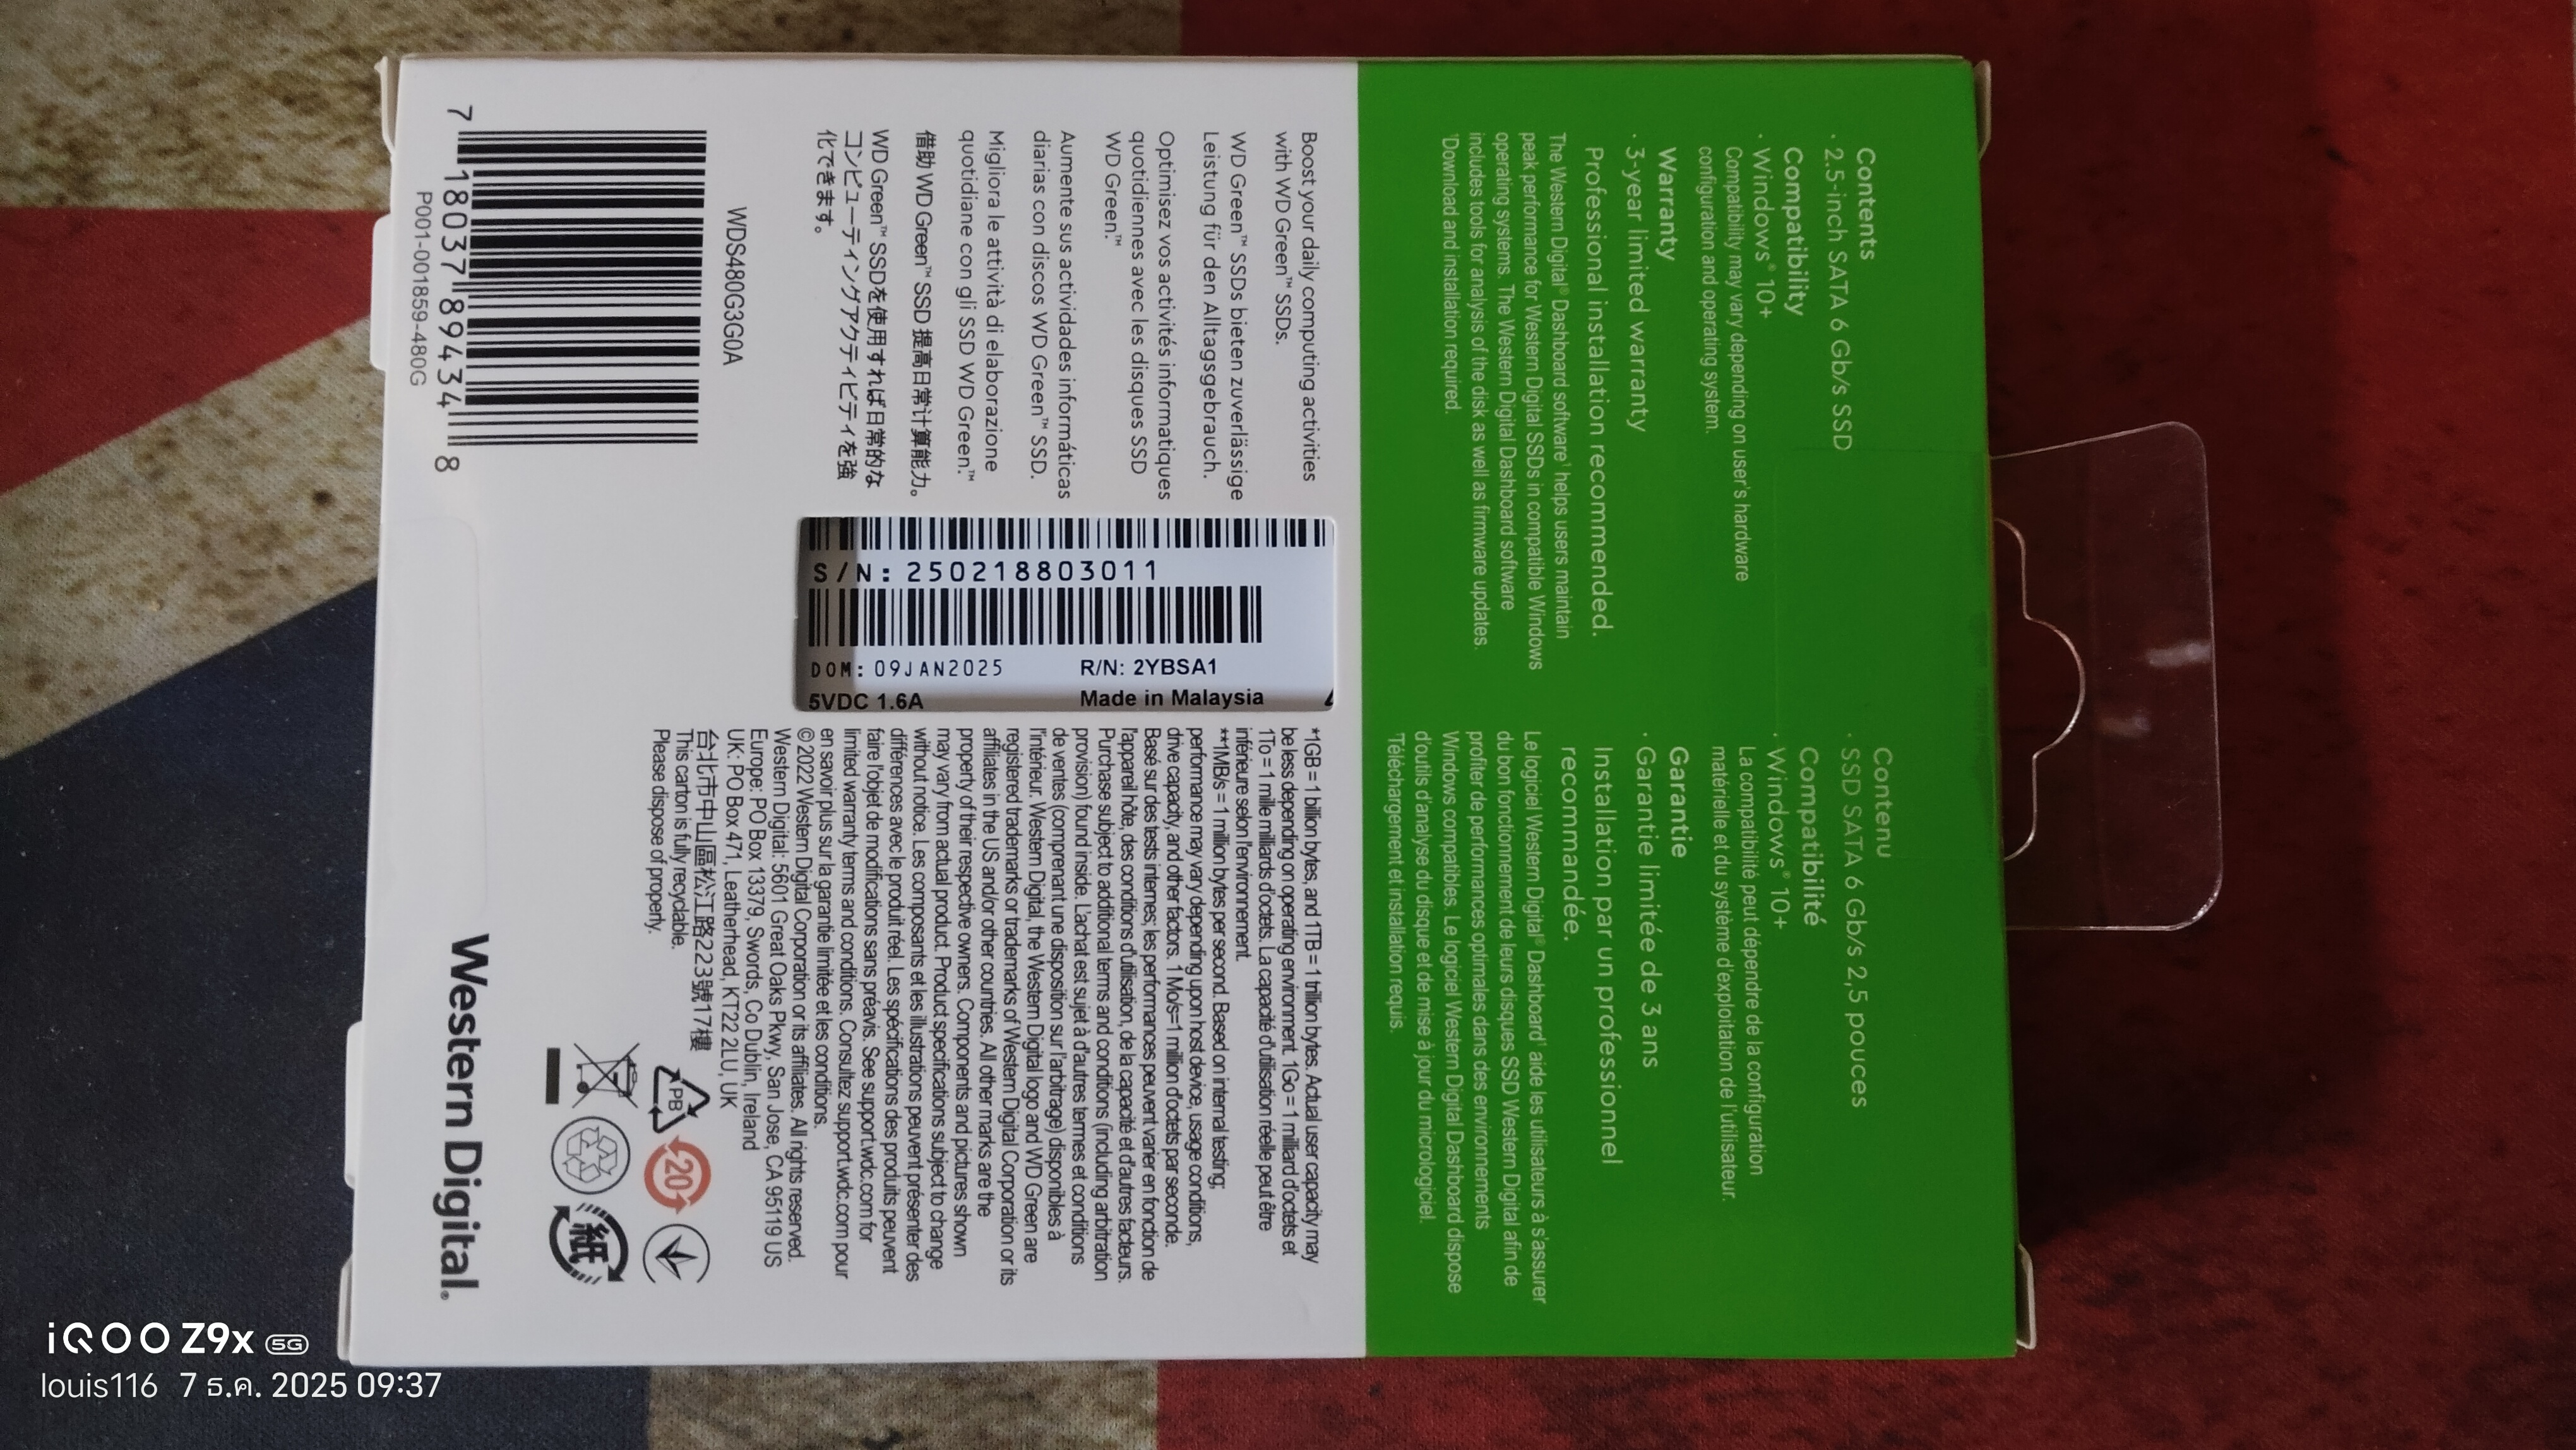 Contents
· 2.5-inch SATA 6 Gb/s SSD
Compatibility
· Windows® 10+
Compatibility may vary depending on user's hardware
configuration and operating system.
Warranty
· 3-year limited warranty
Professional installation recommended.
The Western Digital® Dashboard software¹ helps users maintain
peak performance for Western Digital SSDs in compatible Windows
operating systems. The Western Digital Dashboard software
includes tools for analysis of the disk as well as firmware updates.
¹Download and installation required.
Contenu
· SSD SATA 6 Gb/s 2,5 pouces
Compatibilité
· Windows® 10+
La compatibilité peut dépendre de la configuration
matérielle et du système d'exploitation de l'utilisateur.
Garantie
· Garantie limitée de 3 ans
Installation par un professionnel
recommandée.
Le logiciel Western Digital® Dashboard¹ aide les utilisateurs à s'assurer
du bon fonctionnement de leurs disques SSD Western Digital afin de
profiter de performances optimales dans des environnements
Windows compatibles. Le logiciel Western Digital Dashboard dispose
d'outils d'analyse du disque et de mise à jour du micrologiciel.
¹Téléchargement et installation requis.
Boost your daily computing activities
with WD Green™ SSDs.
WD Green™ SSDs bieten zuverlässige
Leistung für den Alltagsgebrauch.
Optimisez vos activités informatiques
quotidiennes avec les disques SSD
WD Green.™
Aumente sus actividades informáticas
diarias con discos WD Green™ SSD.
Migliora le attività di elaborazione
quotidiane con gli SSD WD Green.™
借助 WD Green™ SSD 提高日常计算能力。
WD Green™ SSDを使用すれば日常的な
コンピューティングアクティビティを強
化できます。
WDS480G3G0A
7 18037 89434 8
P001-001859-480G
S/N: 250218803011
DOM: 09JAN2025
R/N: 2YBSA1
5VDC 1.6A
Made in Malaysia
*1GB = 1 billion bytes, and 1TB = 1 trillion bytes. Actual user capacity may
be less depending on operating environment. 1Go = 1 milliard d'octets et
1To = 1 mille milliards d'octets. La capacité d'utilisation réelle peut être
inférieure selon l'environnement.
**1MB/s = 1 million bytes per second. Based on internal testing;
performance may vary depending upon host device, usage conditions,
drive capacity, and other factors. 1 Mo/s=1 million d'octets par seconde.
Basé sur des tests internes; les performances peuvent varier en fonction de
l'appareil hôte, des conditions d'utilisation, de la capacité et d'autres facteurs.
Purchase subject to additional terms and conditions (including arbitration
provision) found inside. L'achat est sujet à d'autres termes et conditions
de ventes (comprenant une disposition sur l'arbitrage) disponibles à
l'intérieur. Western Digital, the Western Digital logo and WD Green are
registered trademarks or trademarks of Western Digital Corporation or its
affiliates in the US and/or other countries. All other marks are the
property of their respective owners. Components and pictures shown
may vary from actual product. Product specifications subject to change
without notice. Les composants et les illustrations peuvent présenter des
différences avec le produit réel. Les spécifications des produits peuvent
faire l'objet de modifications sans préavis. See support.wdc.com for
limited warranty terms and conditions. Consultez support.wdc.com pour
en savoir plus sur la garantie limitée et les conditions.
©2022 Western Digital Corporation or its affiliates. All rights reserved.
Western Digital: 5601 Great Oaks Pkwy, San Jose, CA 95119 US
Europe: PO Box 13379, Swords, Co Dublin, Ireland
UK: PO Box 471, Leatherhead, KT22 2LU, UK
台北市中山區松江路223號17樓
This carton is fully recyclable.
Please dispose of properly.
PB
20
紙
Western Digital®
iQOO Z9x 5G
louis116 7 ธ.ค. 2025 09:37